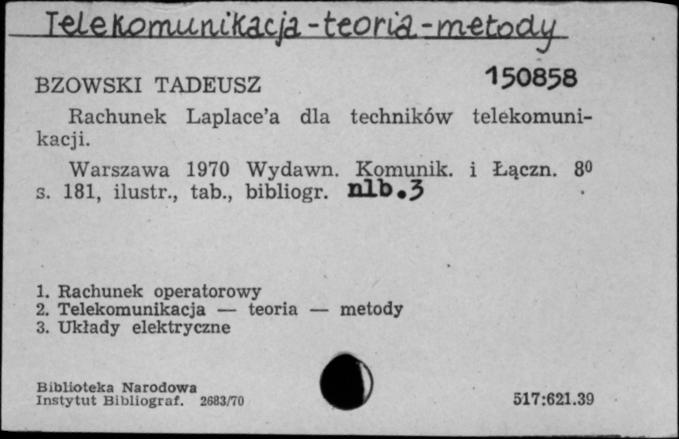 Telekomunikacja-teoria-metody
BZOWSKI TADEUSZ 150858
Rachunek Laplace'a dla techników telekomuni-
kacji.
Warszawa 1970 Wydawn. Komunik. i Łączn. 8⁰
s. 181, ilustr., tab., bibliogr. nlb.3
1. Rachunek operatorowy
2. Telekomunikacja — teoria — metody
3. Układy elektryczne
Biblioteka Narodowa
Instytut Bibliograf. 2683/70 517:621.39